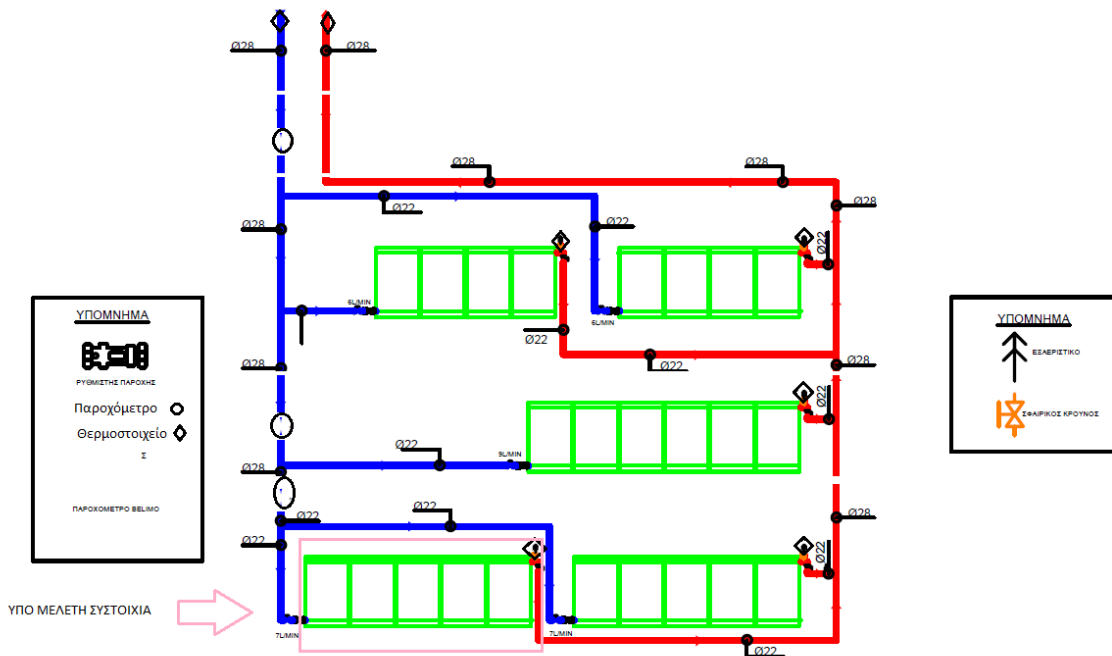 Ø28
Ø28
Ø28
Ø28
Ø22
Ø22
Ø28
Ø28
Ø22
6L/MIN
6L/MIN
Ø22
Ø22
Ø28
Ø28
Ø22
Ø22
9L/MIN
Ø28
Ø22
Ø22
Ø28
Ø22
Ø22
7L/MIN
7L/MIN
Ø22
ΥΠΟΜΝΗΜΑ
ΡΥΘΜΙΣΤΗΣ ΠΑΡΟΧΗΣ
Παροχόμετρο
Θερμοστοιχείο
Σ
ΠΑΡΟΧΟΜΕΤΡΟ BELIMO
ΥΠΟ ΜΕΛΕΤΗ ΣΥΣΤΟΙΧΙΑ
ΥΠΟΜΝΗΜΑ
ΕΞΑΕΡΙΣΤΙΚΟ
ΣΦΑΙΡΙΚΟΣ ΚΡΟΥΝΟΣ